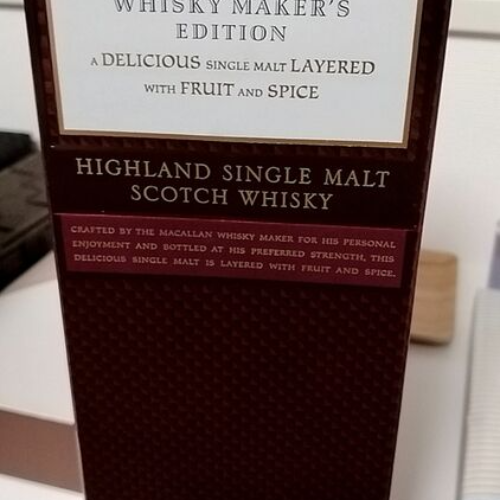 WHISKY MAKER'S
EDITION
A DELICIOUS SINGLE MALT LAYERED
WITH FRUIT AND SPICE
HIGHLAND SINGLE MALT
SCOTCH WHISKY
CRAFTED BY THE MACALLAN WHISKY MAKER FOR HIS PERSONAL
ENJOYMENT AND BOTTLED AT HIS PREFERRED STRENGTH, THIS
DELICIOUS SINGLE MALT IS LAYERED WITH FRUIT AND SPICE.